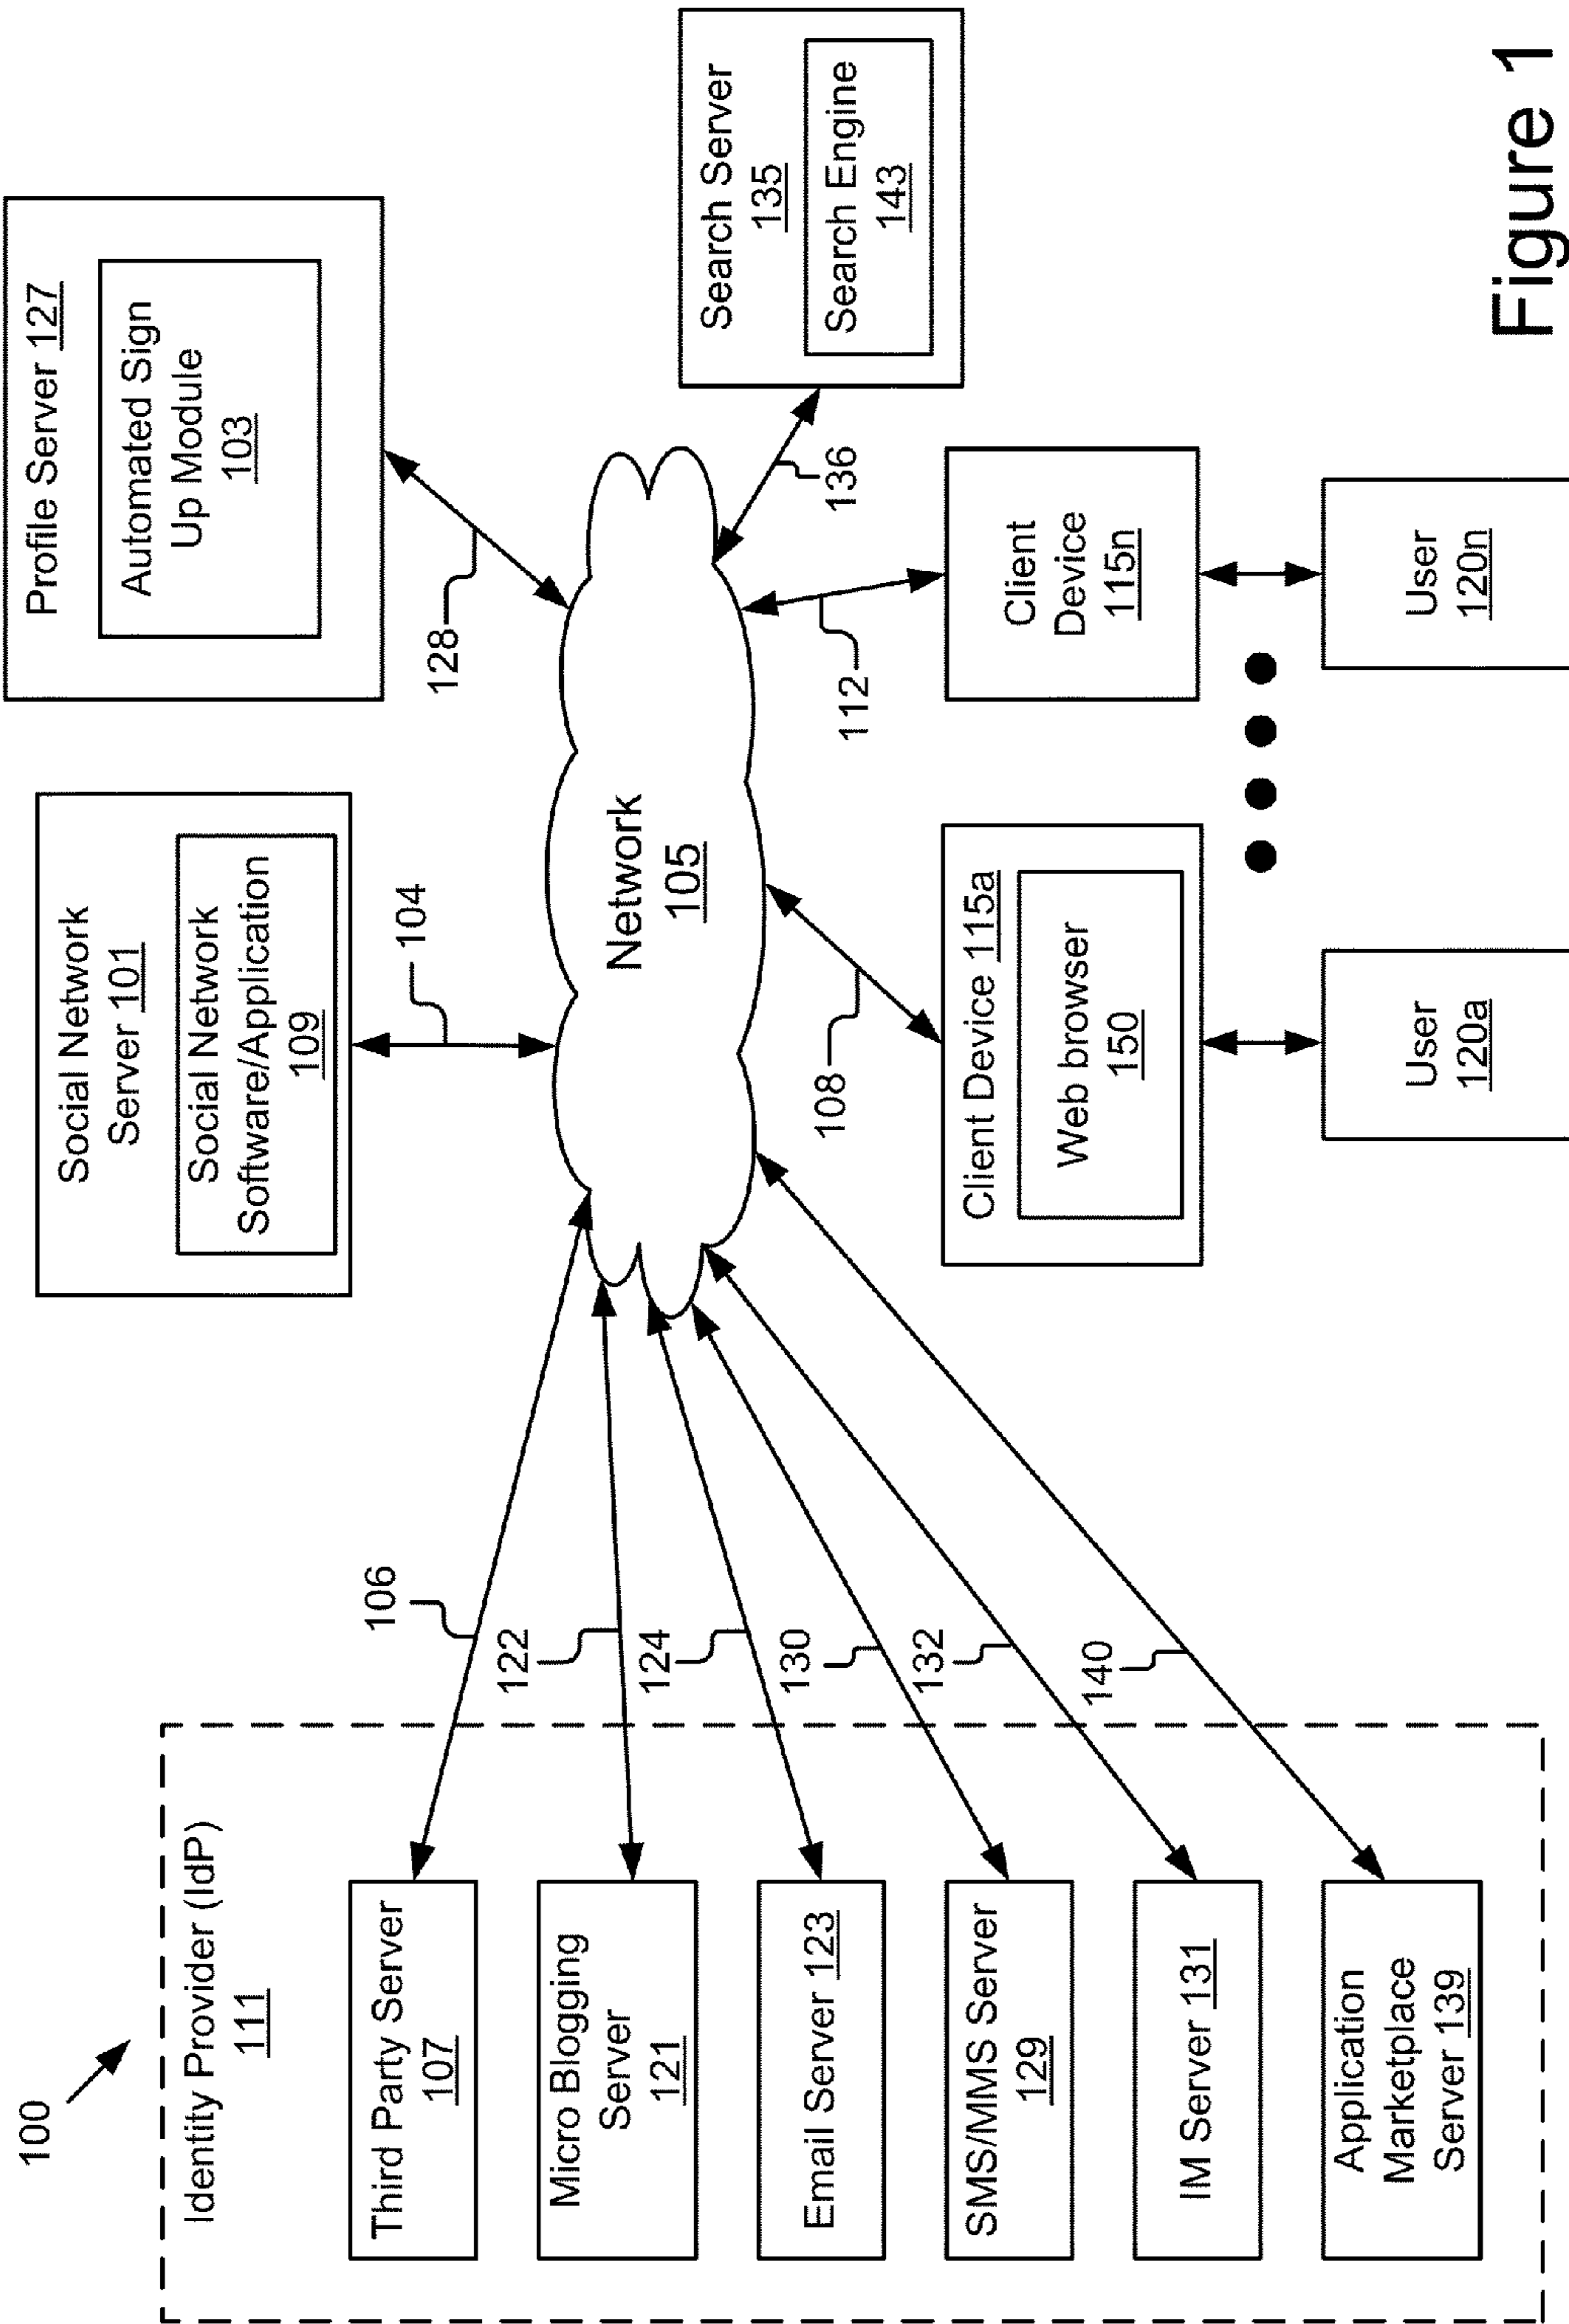 100
Identity Provider (IdP)
111
Third Party Server
107
Micro Blogging
Server
121
Email Server 123
SMS/MMS Server
129
IM Server 131
Application
Marketplace
Server 139
106
122
124
130
132
140
Social Network
Server 101
Social Network
Software/Application
109
104
Profile Server 127
Automated Sign
Up Module
103
128
Network
105
Search Server
135
Search Engine
143
136
108
112
Client Device 115a
Web browser
150
Client
Device
115n
User
120a
User
120n
Figure 1